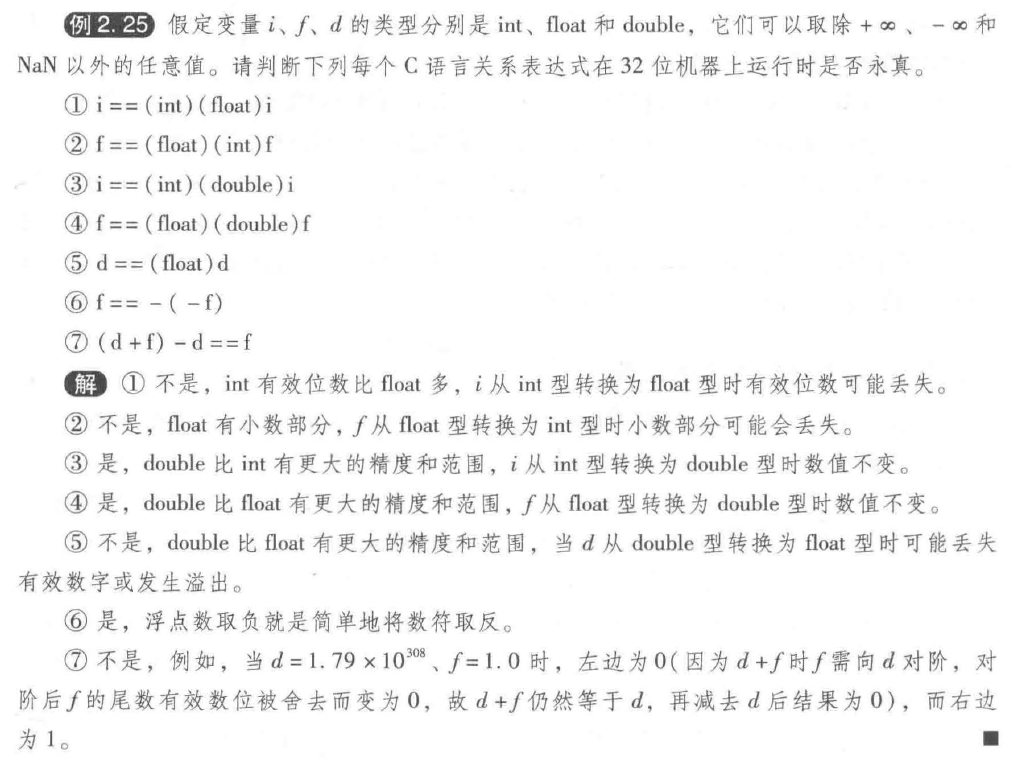 例 2.25 假定变量 i、f、d 的类型分别是 int、float 和 double，它们可以取除 +∞、-∞ 和
NaN 以外的任意值。请判断下列每个 C 语言关系表达式在 32 位机器上运行时是否永真。
① i==(int)(float)i
② f==(float)(int)f
③ i==(int)(double)i
④ f==(float)(double)f
⑤ d==(float)d
⑥ f==-(-f)
⑦ (d+f)-d==f
解 ① 不是，int 有效位数比 float 多，i 从 int 型转换为 float 型时有效位数可能丢失。
② 不是，float 有小数部分，f 从 float 型转换为 int 型时小数部分可能会丢失。
③ 是，double 比 int 有更大的精度和范围，i 从 int 型转换为 double 型时数值不变。
④ 是，double 比 float 有更大的精度和范围，f 从 float 型转换为 double 型时数值不变。
⑤ 不是，double 比 float 有更大的精度和范围，当 d 从 double 型转换为 float 型时可能丢失
有效数字或发生溢出。
⑥ 是，浮点数取负就是简单地将数符取反。
⑦ 不是，例如，当 d=1.79×10³⁰⁸、f=1.0 时，左边为 0(因为 d+f 时 f 需向 d 对阶，对
阶后 f 的尾数有效数位被舍去而变为 0，故 d+f 仍然等于 d，再减去 d 后结果为 0)，而右边
为 1。 ■